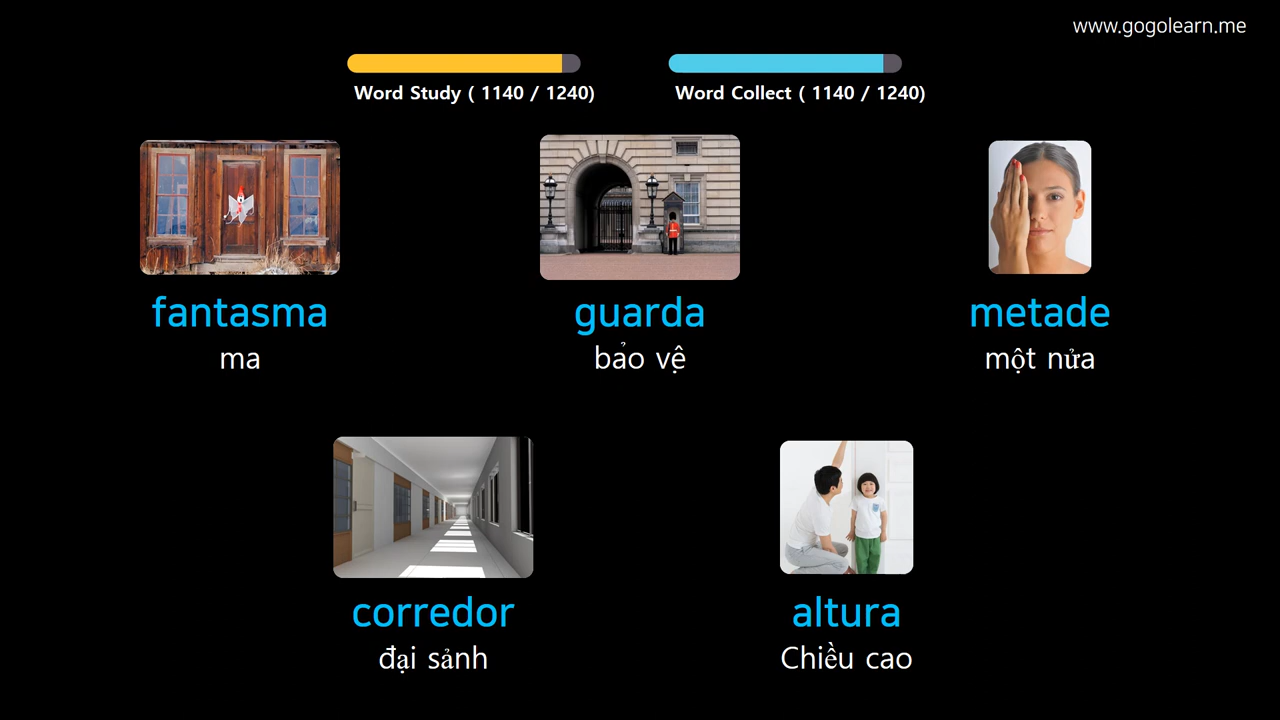 www.gogolearn.me
Word Study ( 1140 / 1240)
Word Collect ( 1140 / 1240)
fantasma
ma
guarda
bảo vệ
metade
một nửa
corredor
đại sảnh
altura
Chiều cao